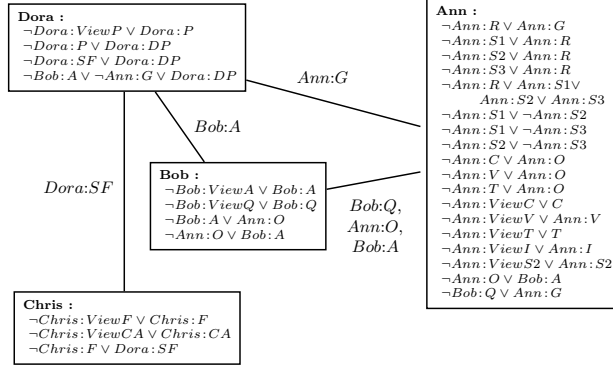 Dora :
¬Dora:ViewP ∨ Dora:P
¬Dora:P ∨ Dora:DP
¬Dora:SF ∨ Dora:DP
¬Bob:A ∨ ¬Ann:G ∨ Dora:DP
Ann:G
Bob:A
Dora:SF
Bob :
¬Bob:ViewA ∨ Bob:A
¬Bob:ViewQ ∨ Bob:Q
¬Bob:A ∨ Ann:O
¬Ann:O ∨ Bob:A
Bob:Q,
Ann:O,
Bob:A
Ann :
¬Ann:R ∨ Ann:G
¬Ann:S1 ∨ Ann:R
¬Ann:S2 ∨ Ann:R
¬Ann:S3 ∨ Ann:R
¬Ann:R ∨ Ann:S1∨
Ann:S2 ∨ Ann:S3
¬Ann:S1 ∨ ¬Ann:S2
¬Ann:S1 ∨ ¬Ann:S3
¬Ann:S2 ∨ ¬Ann:S3
¬Ann:C ∨ Ann:O
¬Ann:V ∨ Ann:O
¬Ann:T ∨ Ann:O
¬Ann:ViewC ∨ C
¬Ann:ViewV ∨ Ann:V
¬Ann:ViewT ∨ T
¬Ann:ViewI ∨ Ann:I
¬Ann:ViewS2 ∨ Ann:S2
¬Ann:O ∨ Bob:A
¬Bob:Q ∨ Ann:G
Chris :
¬Chris:ViewF ∨ Chris:F
¬Chris:ViewCA ∨ Chris:CA
¬Chris:F ∨ Dora:SF